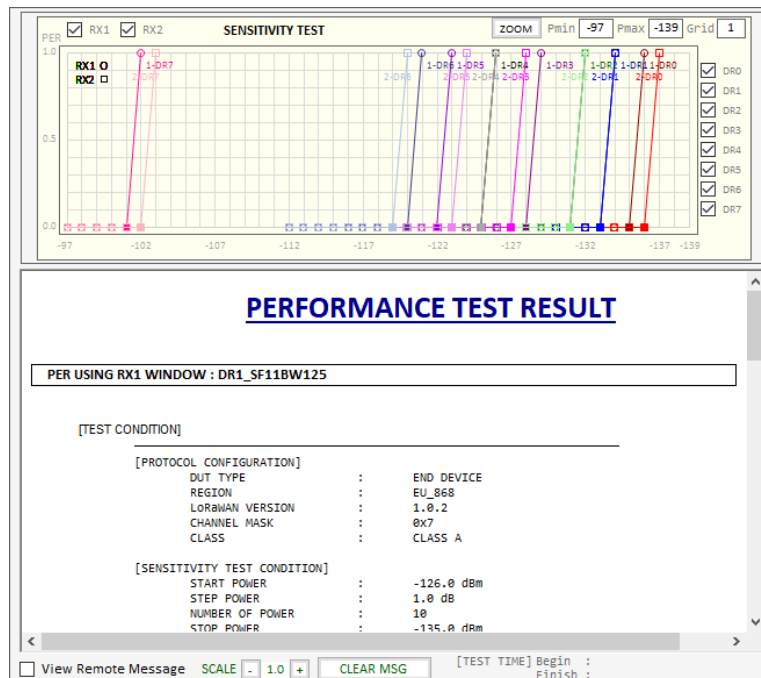 RX1 RX2 SENSITIVITY TEST ZOOM Pmin -97 Pmax -139 Grid 1
PER
1.0
RX1 O 1-DR7 1-DR6 1-DR5 1-DR4 1-DR3 1-DR2 1-DR1 1-DR0
RX2 □ 2-DR7 2-DR6 2-DR5 2-DR4 2-DR3 2-DR2 2-DR1 2-DR0
DR0
DR1
DR2
0.5
DR3
DR4
DR5
DR6
DR7
0.0
-97 -102 -107 -112 -117 -122 -127 -132 -137 -139
PERFORMANCE TEST RESULT
PER USING RX1 WINDOW : DR1_SF11BW125
[TEST CONDITION]
[PROTOCOL CONFIGURATION]
DUT TYPE : END DEVICE
REGION : EU_868
LoRaWAN VERSION : 1.0.2
CHANNEL MASK : 0x7
CLASS : CLASS A
[SENSITIVITY TEST CONDITION]
START POWER : -126.0 dBm
STEP POWER : 1.0 dB
NUMBER OF POWER : 10
STOP POWER : -135.0 dBm
View Remote Message SCALE - 1.0 + CLEAR MSG [TEST TIME] Begin :
Finish :